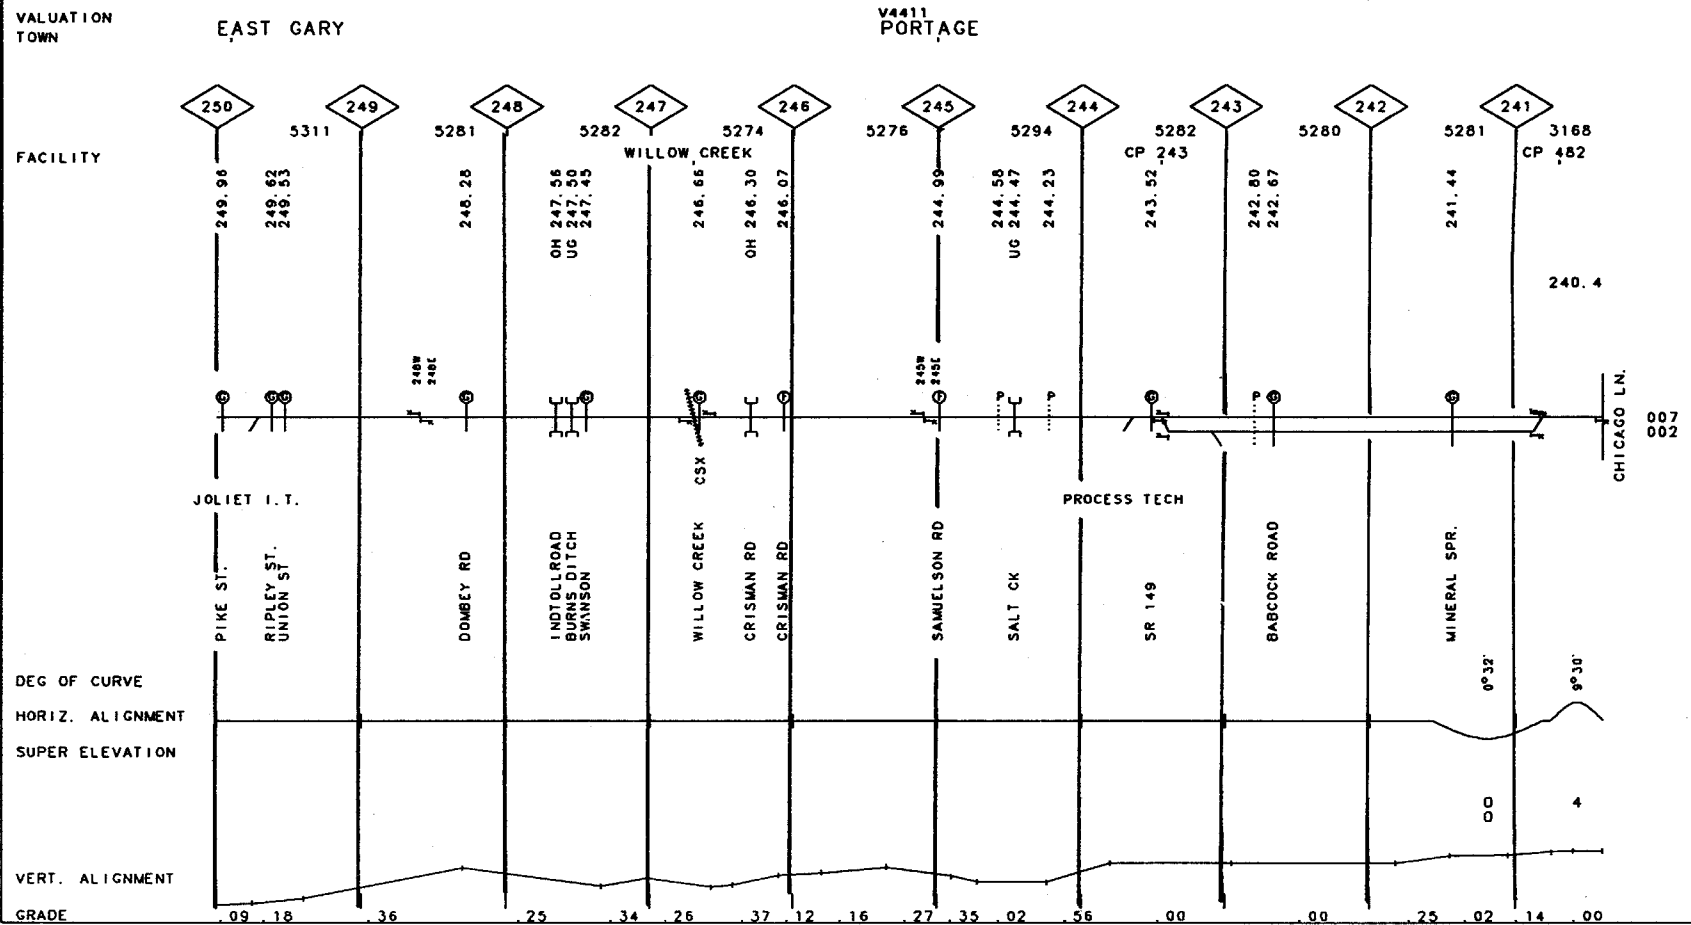 VALUATION V4411
TOWN EAST GARY PORTAGE
250 249 248 247 246 245 244 243 242 241
5311 5281 5282 5274 5276 5294 5282 5280 5281 3168
FACILITY WILLOW CREEK CP 243 CP 482
249.96
249.62
249.53
248.28
OH 247.56
UG 247.50
247.45
246.66
OH 246.30
246.07
244.99
244.58
UG 244.47
244.23
243.52
242.80
242.67
241.44
240.4
248W
248E
245W
245E
G G G G G G F F P P G P G G
CSX
CHICAGO LN.
007
002
JOLIET I.T. PROCESS TECH
PIKE ST.
RIPLEY ST.
UNION ST
DOMBEY RD
INDTOLLROAD
BURNS DITCH
SWANSON
WILLOW CREEK
CRISMAN RD
CRISMAN RD
SAMUELSON RD
SALT CK
SR 149
BABCOCK ROAD
MINERAL SPR.
DEG OF CURVE 0°32' 9°30'
HORIZ. ALIGNMENT
SUPER ELEVATION
0 4
0
VERT. ALIGNMENT
GRADE .09 .18 .36 .25 .34 .26 .37 .12 .16 .27 .35 .02 .56 .00 .00 .25 .02 .14 .00